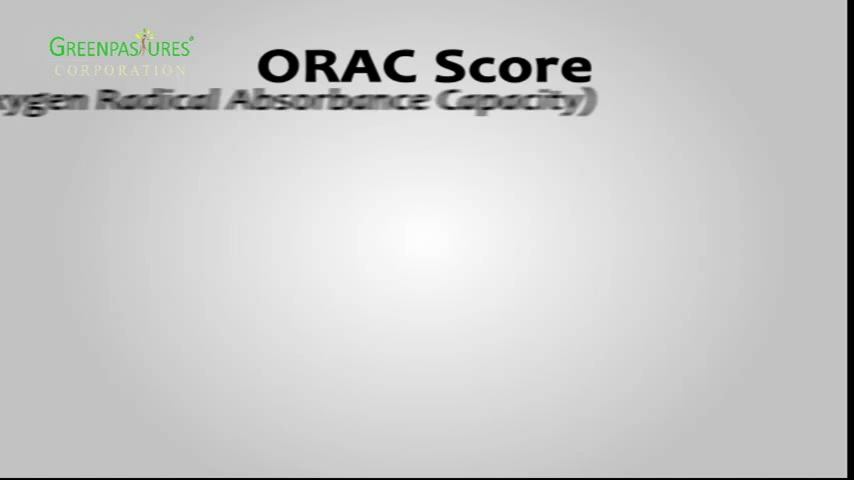 GREENPASTURES
CORPORATION
ORAC Score
xygen Radical Absorbance Capacity)